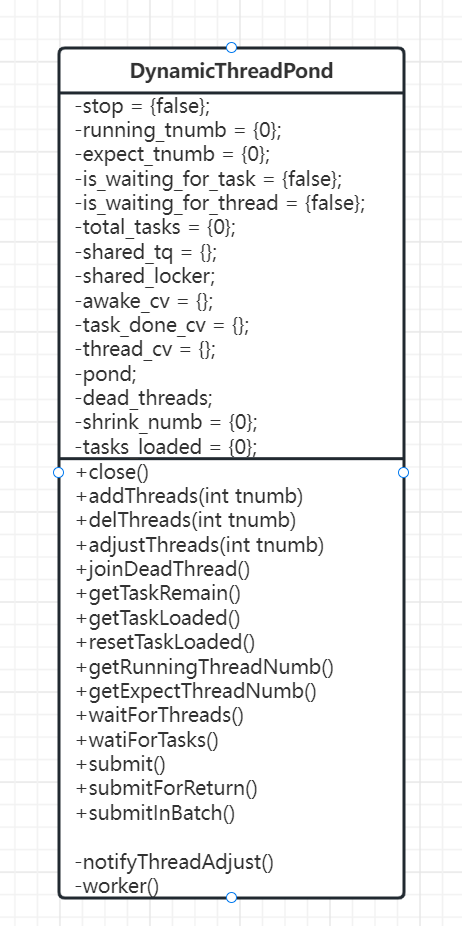 DynamicThreadPond
-stop = {false};
-running_tnumb = {0};
-expect_tnumb = {0};
-is_waiting_for_task = {false};
-is_waiting_for_thread = {false};
-total_tasks = {0};
-shared_tq = {};
-shared_locker;
-awake_cv = {};
-task_done_cv = {};
-thread_cv = {};
-pond;
-dead_threads;
-shrink_numb = {0};
-tasks_loaded = {0};
+close()
+addThreads(int tnumb)
+delThreads(int tnumb)
+adjustThreads(int tnumb)
+joinDeadThread()
+getTaskRemain()
+getTaskLoaded()
+resetTaskLoaded()
+getRunningThreadNumb()
+getExpectThreadNumb()
+waitForThreads()
+watiForTasks()
+submit()
+submitForReturn()
+submitInBatch()
-notifyThreadAdjust()
-worker()